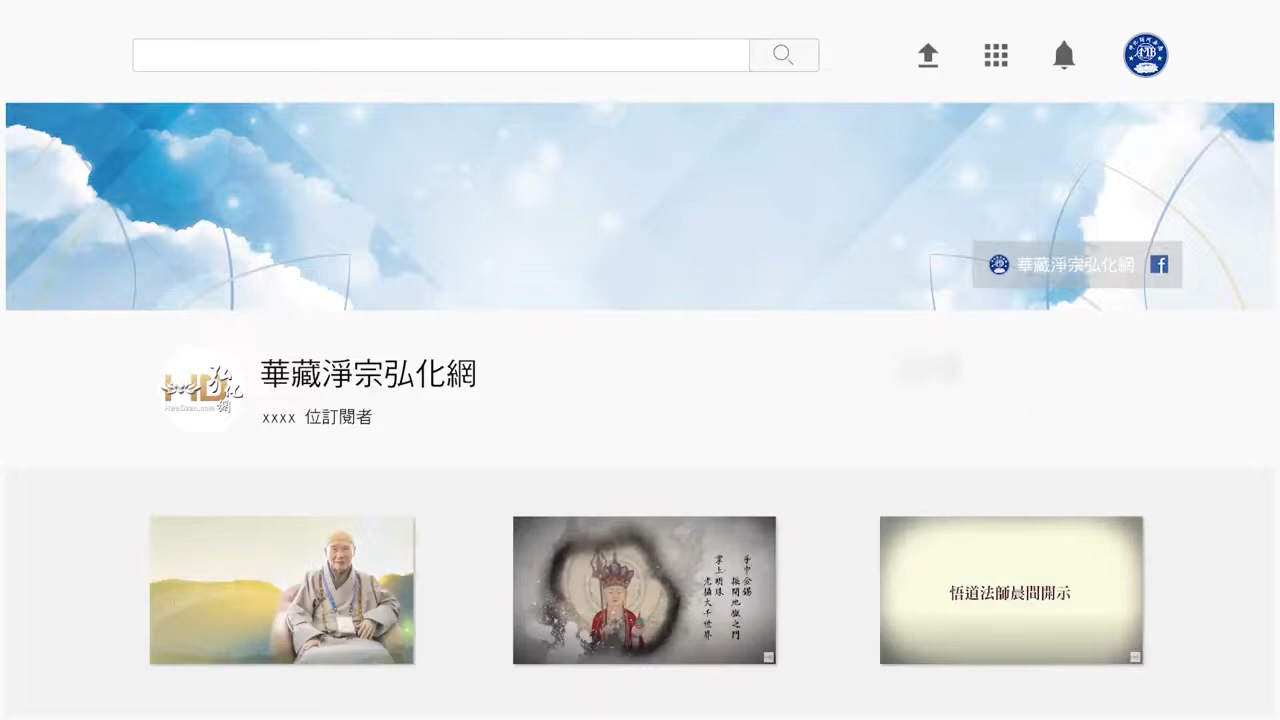 華藏淨宗弘化網
華藏淨宗弘化網
xxxx 位訂閱者
手中金錫
振開地獄之門
掌上明珠
光攝大千世界
悟道法師晨間開示